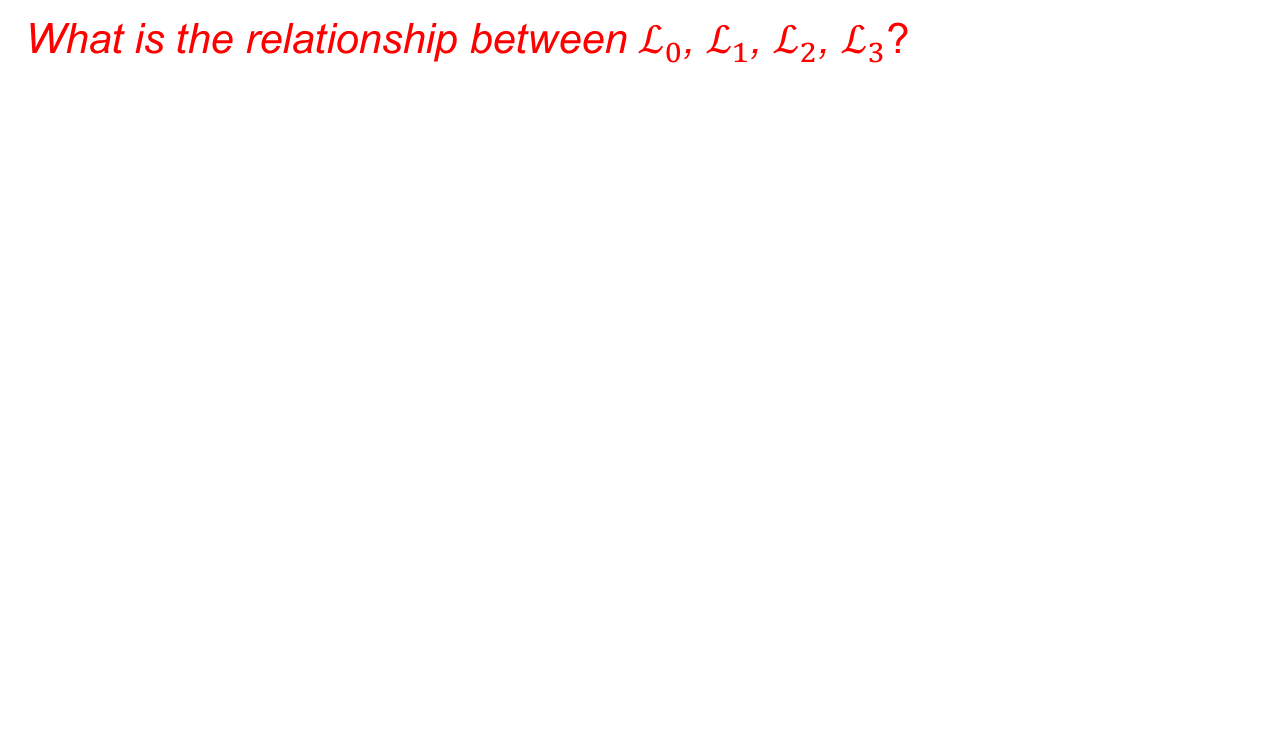 What is the relationship between ℒ₀, ℒ₁, ℒ₂, ℒ₃?